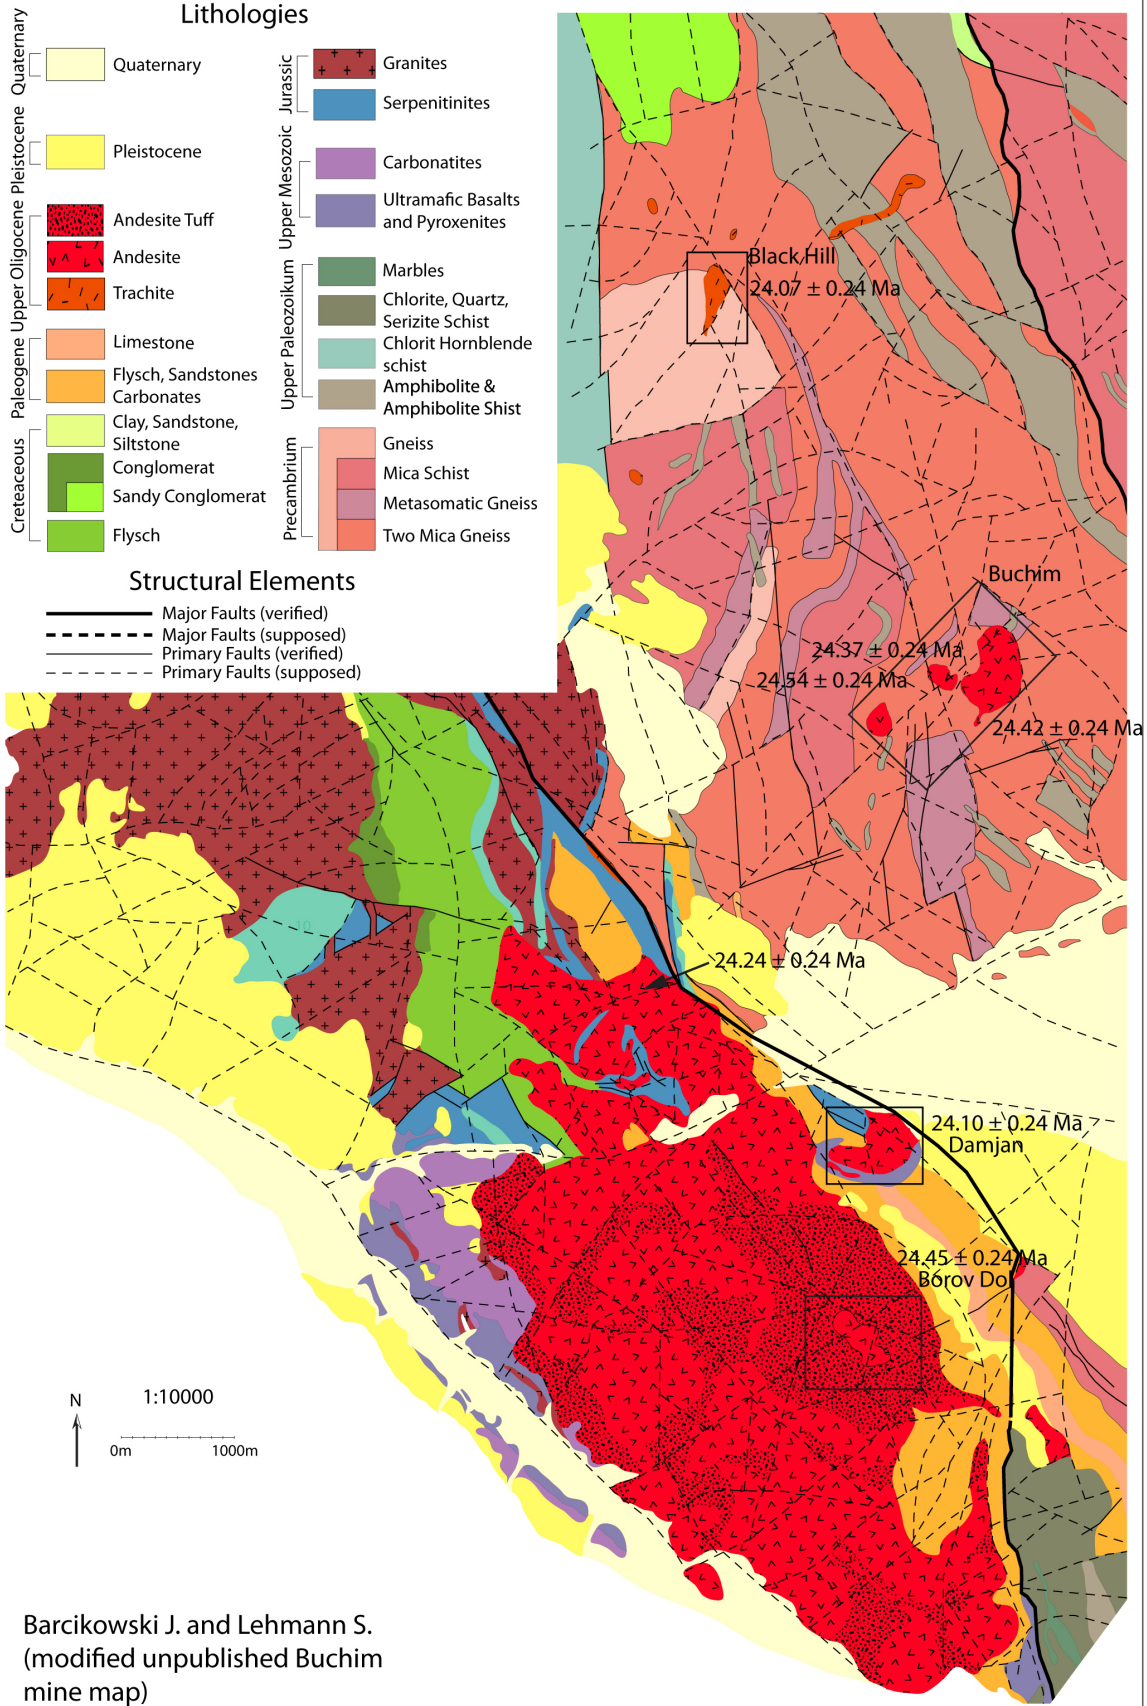 Lithologies
Quaternary
Quaternary
Pleistocene
Pleistocene
Upper Oligocene
Andesite Tuff
Andesite
Trachite
Paleogene
Limestone
Flysch, Sandstones
Carbonates
Creteaceous
Clay, Sandstone,
Siltstone
Conglomerat
Sandy Conglomerat
Flysch
Jurassic
Granites
Serpenitinites
Upper Mesozoic
Carbonatites
Ultramafic Basalts
and Pyroxenites
Upper Paleozoikum
Marbles
Chlorite, Quartz,
Serizite Schist
Chlorit Hornblende
schist
Amphibolite &
Amphibolite Shist
Precambrium
Gneiss
Mica Schist
Metasomatic Gneiss
Two Mica Gneiss
Structural Elements
Major Faults (verified)
Major Faults (supposed)
Primary Faults (verified)
Primary Faults (supposed)
Black Hill
24.07 ± 0.24 Ma
Buchim
24.37 ± 0.24 Ma
24.54 ± 0.24 Ma
24.42 ± 0.24 Ma
10
24.24 ± 0.24 Ma
24.10 ± 0.24 Ma
Damjan
24.45 ± 0.24 Ma
Borov Dol
N
1:10000
0m
1000m
Barcikowski J. and Lehmann S.
(modified unpublished Buchim
mine map)